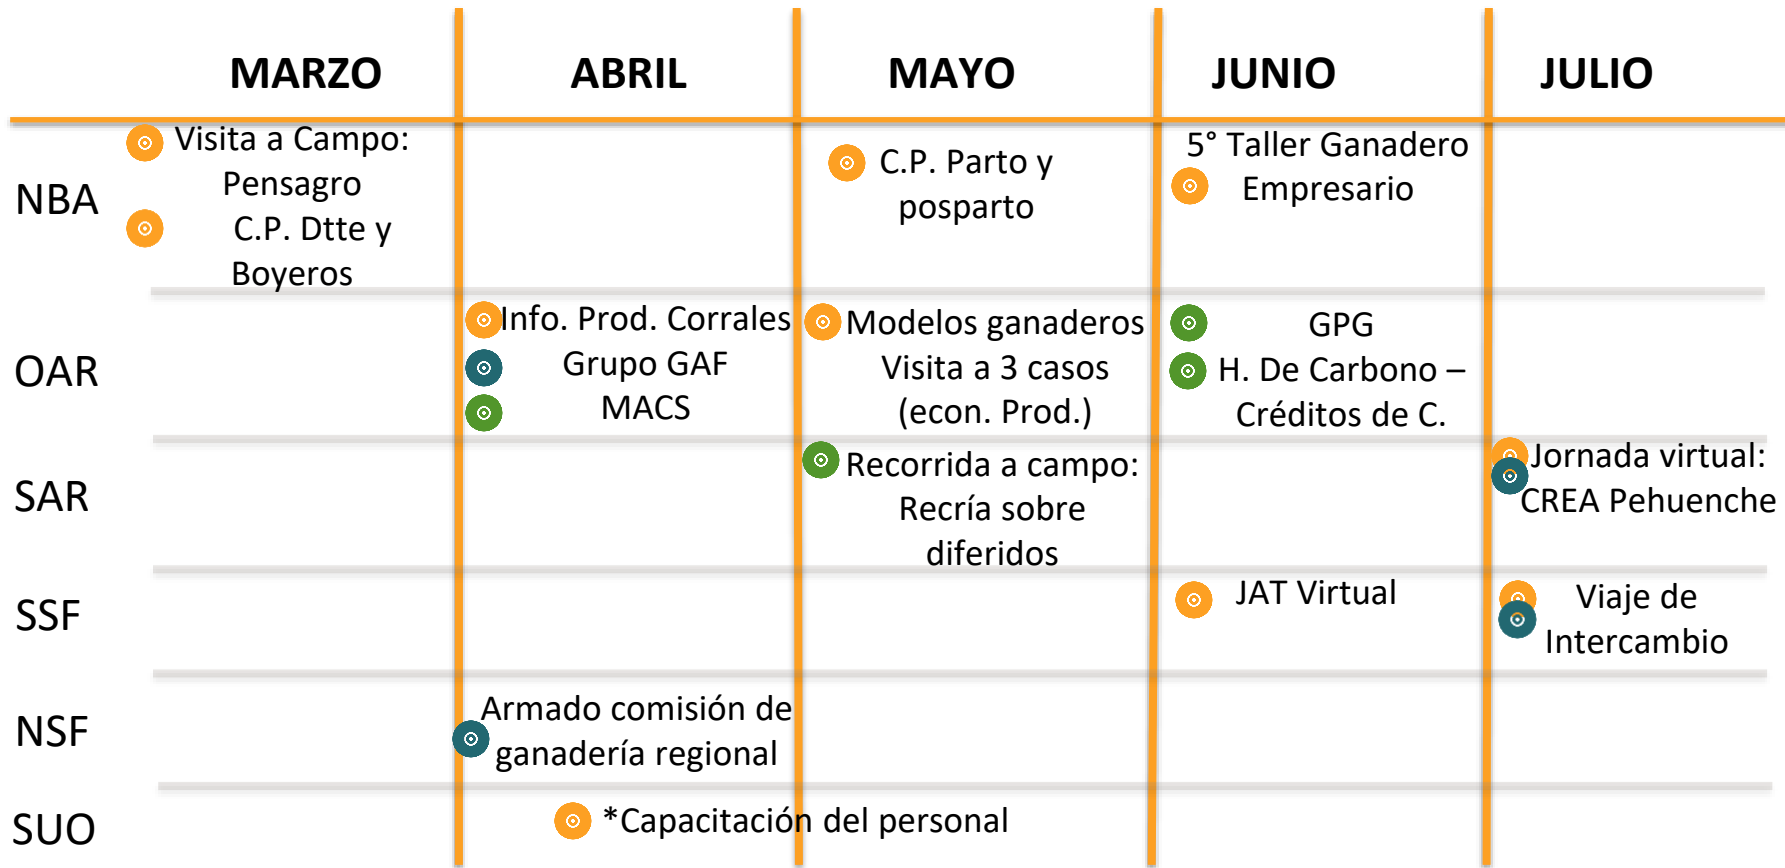 MARZO ABRIL MAYO JUNIO JULIO
NBA
Visita a Campo:
Pensagro
C.P. Dtte y
Boyeros
C.P. Parto y
posparto
5° Taller Ganadero
Empresario
OAR
Info. Prod. Corrales
Grupo GAF
MACS
Modelos ganaderos
Visita a 3 casos
(econ. Prod.)
GPG
H. De Carbono –
Créditos de C.
SAR
Recorrida a campo:
Recría sobre
diferidos
Jornada virtual:
CREA Pehuenche
SSF
JAT Virtual
Viaje de
Intercambio
NSF
Armado comisión de
ganadería regional
SUO
*Capacitación del personal